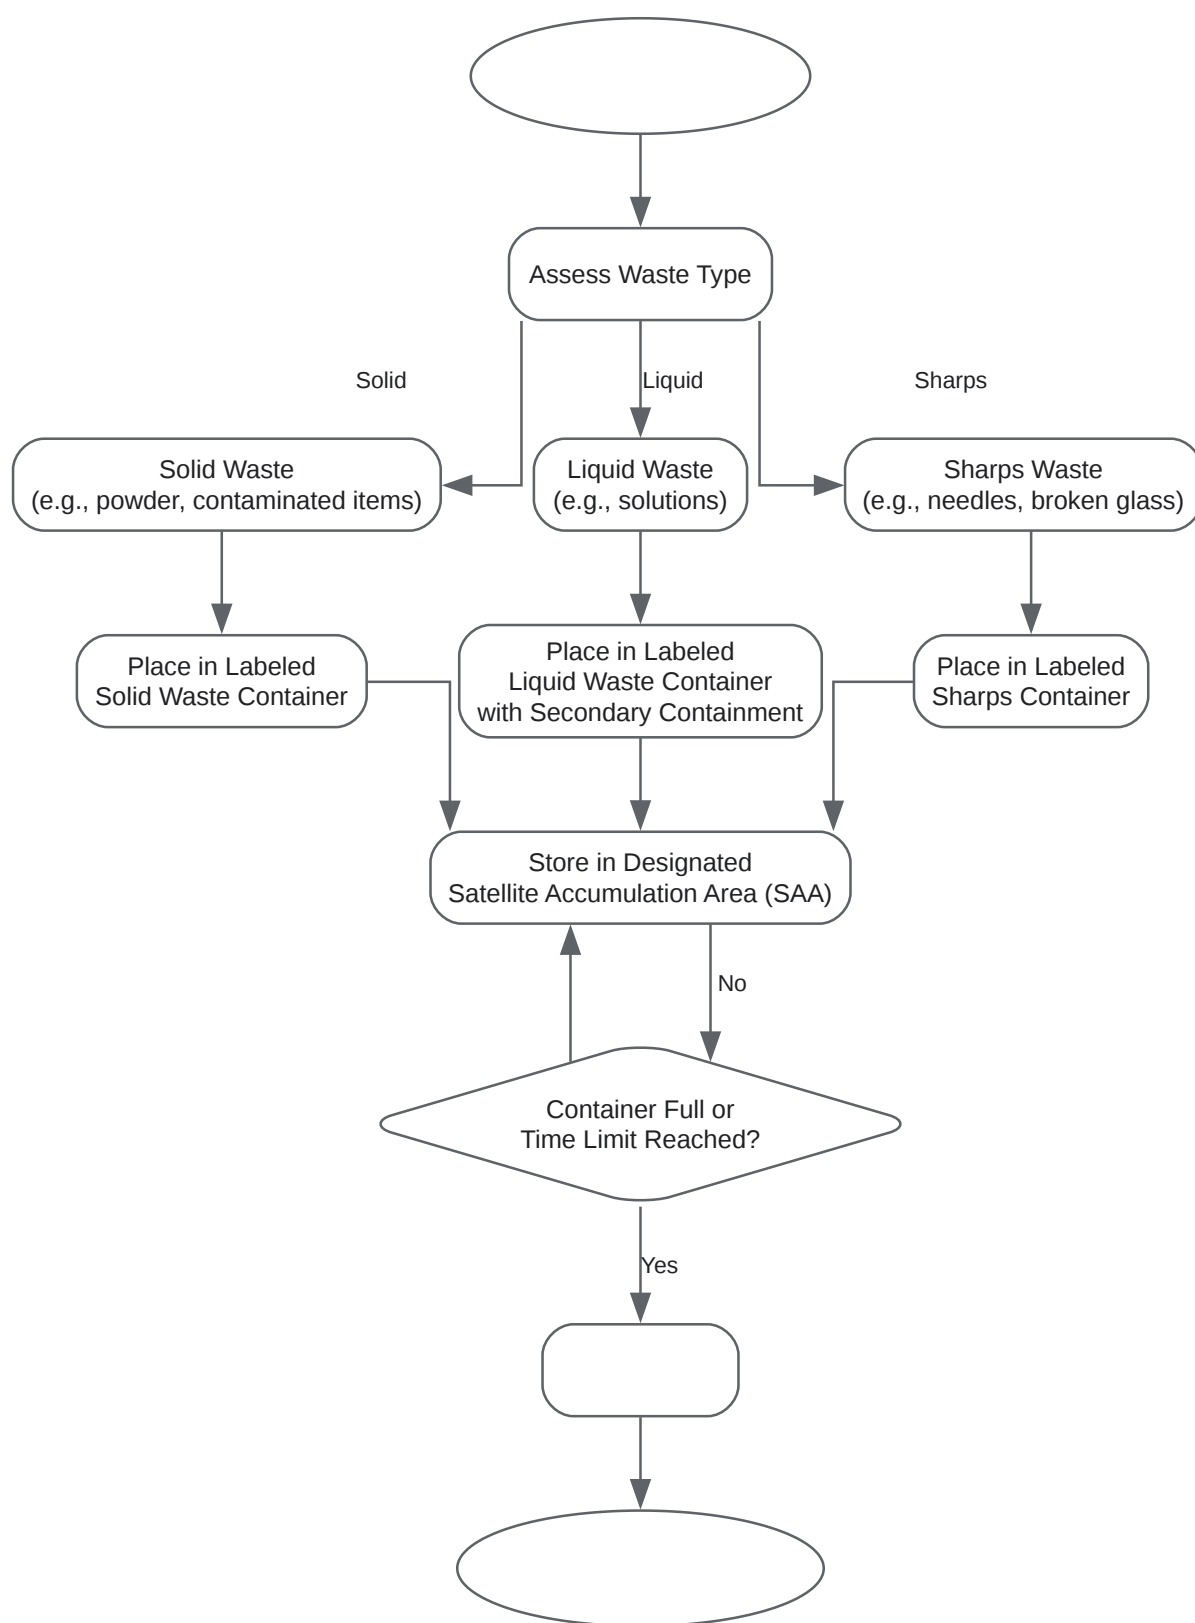 Assess Waste Type
Solid
Liquid
Sharps
Solid Waste
(e.g., powder, contaminated items)
Liquid Waste
(e.g., solutions)
Sharps Waste
(e.g., needles, broken glass)
Place in Labeled
Solid Waste Container
Place in Labeled
Liquid Waste Container
with Secondary Containment
Place in Labeled
Sharps Container
Store in Designated
Satellite Accumulation Area (SAA)
No
Container Full or
Time Limit Reached?
Yes